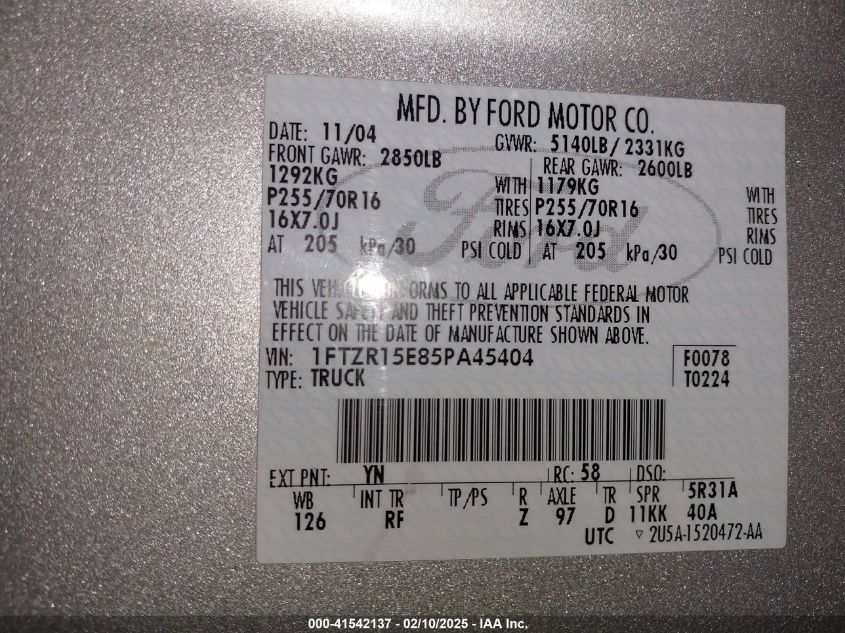 MFD. BY FORD MOTOR CO.
DATE: 11/04 GVWR: 5140LB/ 2331KG
FRONT GAWR: 2850LB REAR GAWR: 2600LB
1292KG WITH 1179KG WITH
P255/70R16 TIRES P255/70R16 TIRES
16X7.0J RIMS 16X7.0J RIMS
AT 205 kPa/30 PSI COLD AT 205 kPa/30 PSI COLD
Ford
THIS TO ALL APPLICABLE FEDERAL MOTOR
VEHICLE SAFETY AND THEFT PREVENTION STANDARDS IN
EFFECT ON THE DATE OF MANUFACTURE SHOWN ABOVE.
VIN: 1FTZR15E85PA45404 F0078
TYPE: TRUCK T0224
EXT PNT: YN RC: 58 DSO:
WB INT TR TP/PS R AXLE TR SPR 5R31A
126 RF Z 97 D 11KK 40A
UTC ▽ 2U5A-1520472-AA
000-41542137 - 02/10/2025 - IAA Inc.